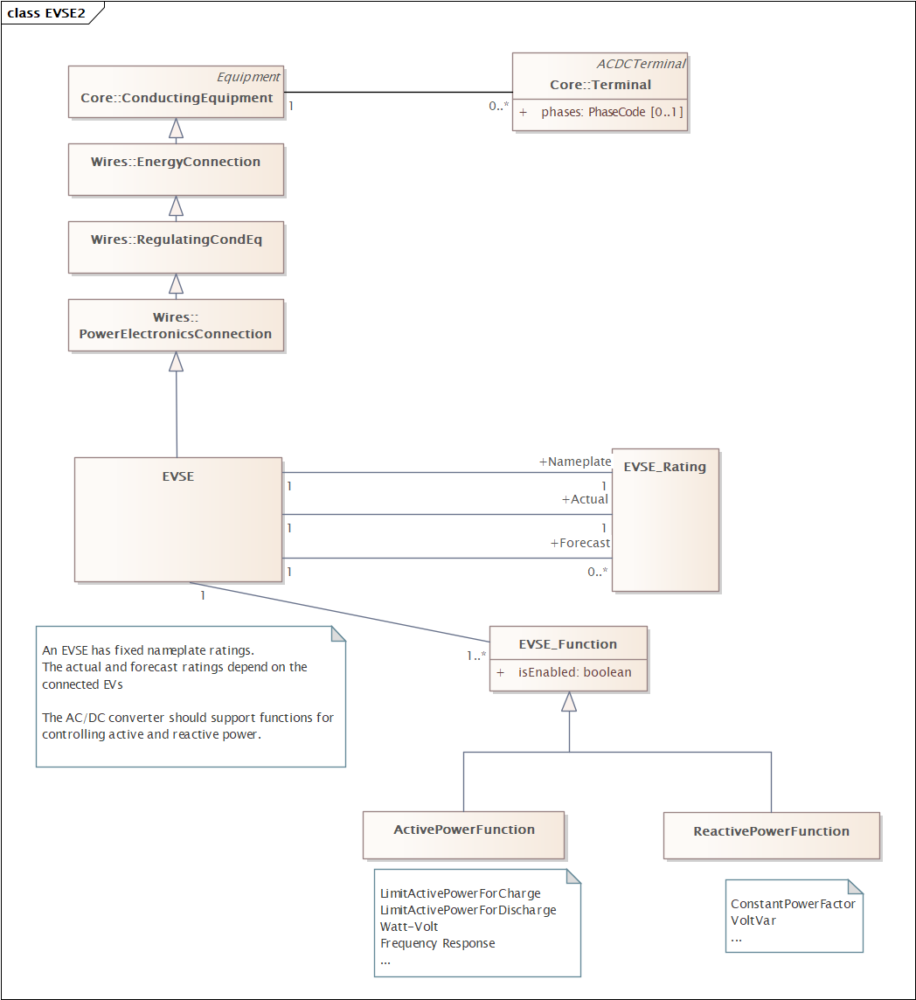 class EVSE2
Equipment
Core::ConductingEquipment
1
0..*
ACDCTerminal
Core::Terminal
+ phases: PhaseCode [0..1]
Wires::EnergyConnection
Wires::RegulatingCondEq
Wires::
PowerElectronicsConnection
EVSE
+Nameplate
1
1
+Actual
1
1
+Forecast
1
0..*
EVSE_Rating
1
1..*
EVSE_Function
+ isEnabled: boolean
An EVSE has fixed nameplate ratings.
The actual and forecast ratings depend on the
connected EVs
The AC/DC converter should support functions for
controlling active and reactive power.
ActivePowerFunction
ReactivePowerFunction
LimitActivePowerForCharge
LimitActivePowerForDischarge
Watt-Volt
Frequency Response
...
ConstantPowerFactor
VoltVar
...